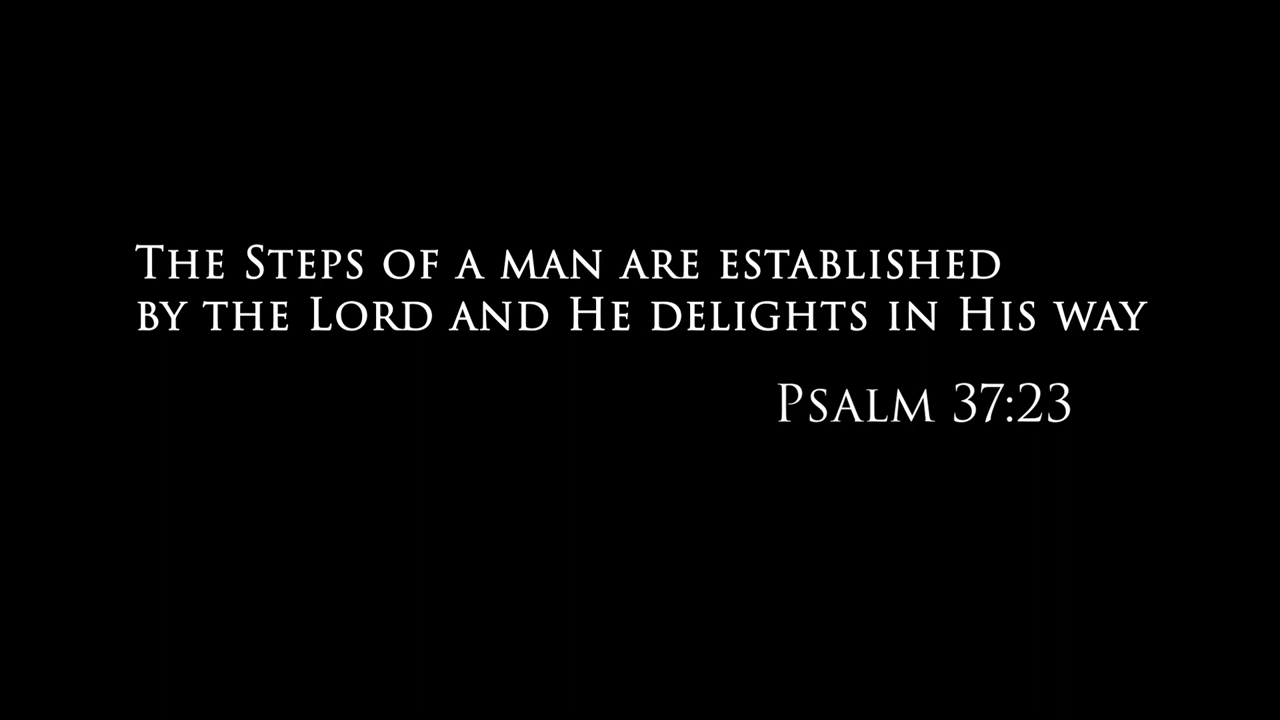 The Steps of a man are established
by the Lord and He delights in His way
Psalm 37:23